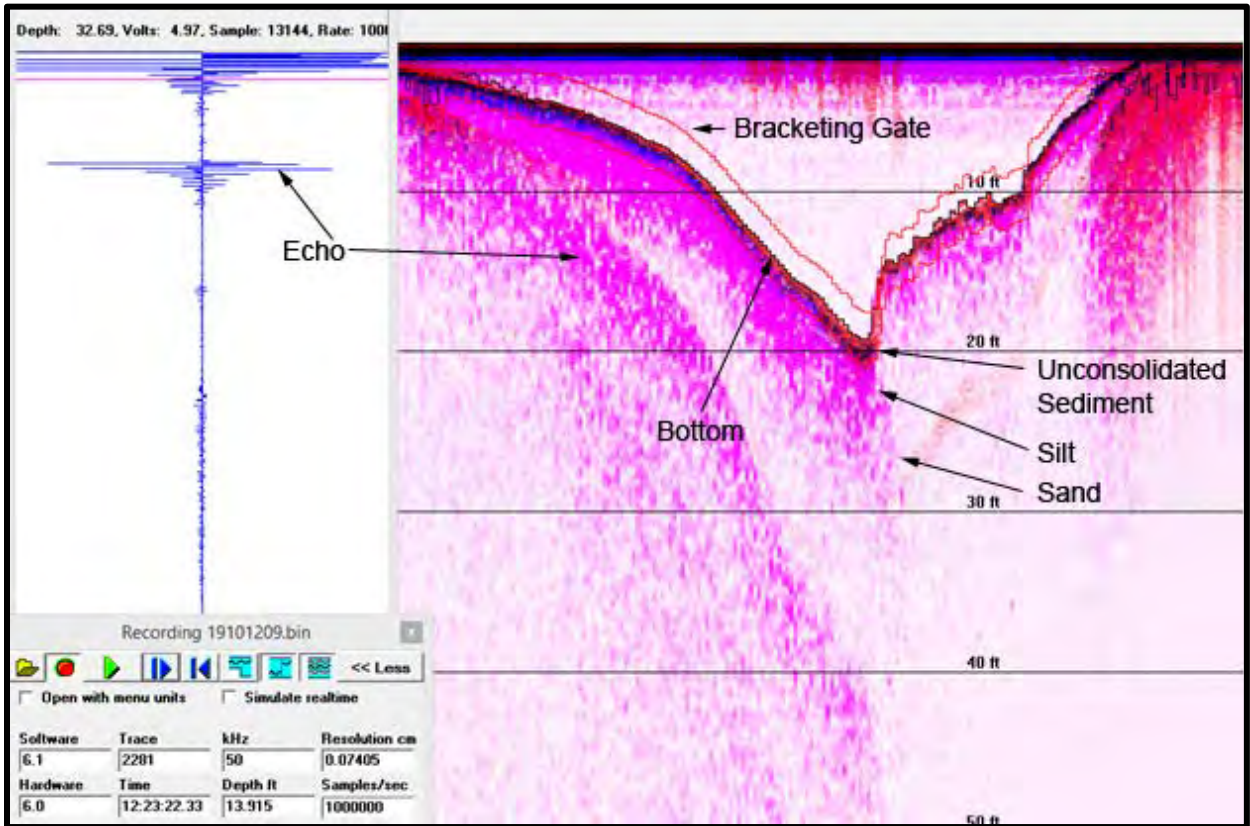 Depth: 32.69, Volts: 4.97, Sample: 13144, Rate: 100
Bracketing Gate
10 ft
Echo
20 ft
Unconsolidated
Sediment
Bottom
Silt
Sand
30 ft
Recording 19101209.bin
<< Less
40 ft
Open with menu units
Simulate realtime
Software
Trace
kHz
Resolution cm
6.1
2281
50
0.07405
Hardware
Time
Depth ft
Samples/sec
6.0
12:23:22.33
13.915
1000000
50 ft